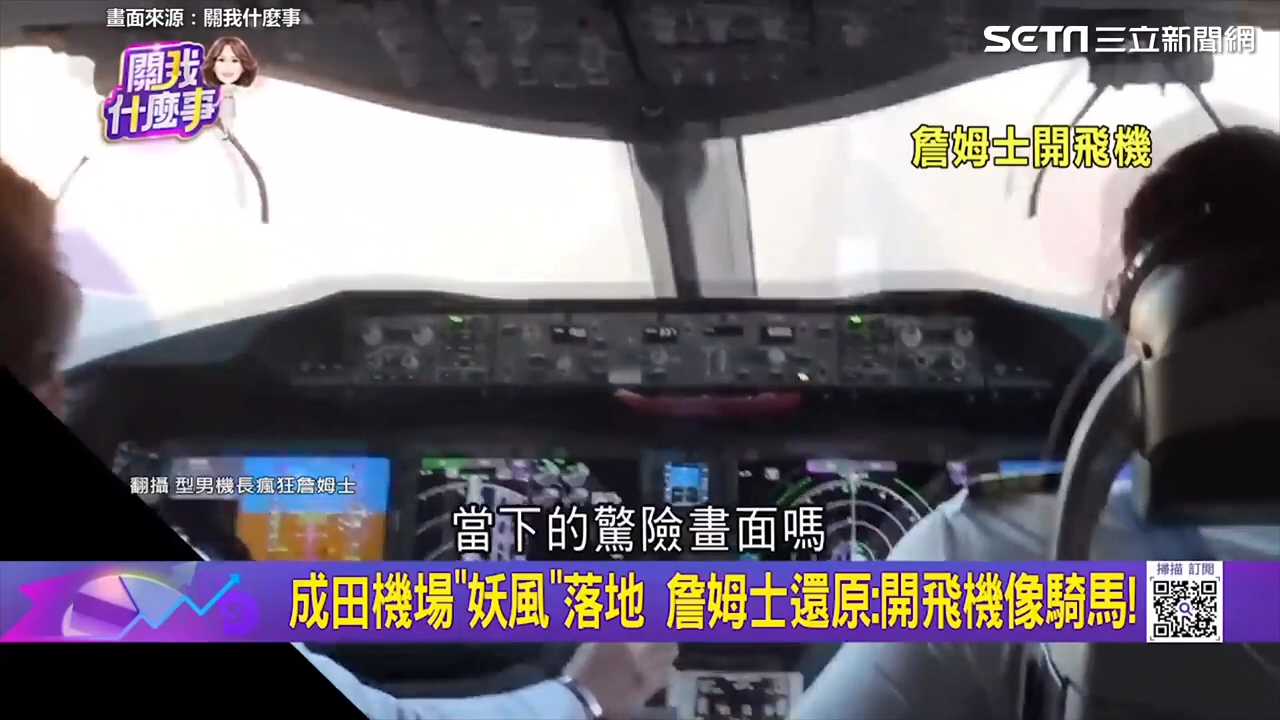 畫面來源：關我什麼事
SETN三立新聞網
關我
什麼事
詹姆士開飛機
翻攝 型男機長瘋狂詹姆士
當下的驚險畫面嗎
掃描 訂閱
成田機場"妖風"落地 詹姆士還原:開飛機像騎馬!